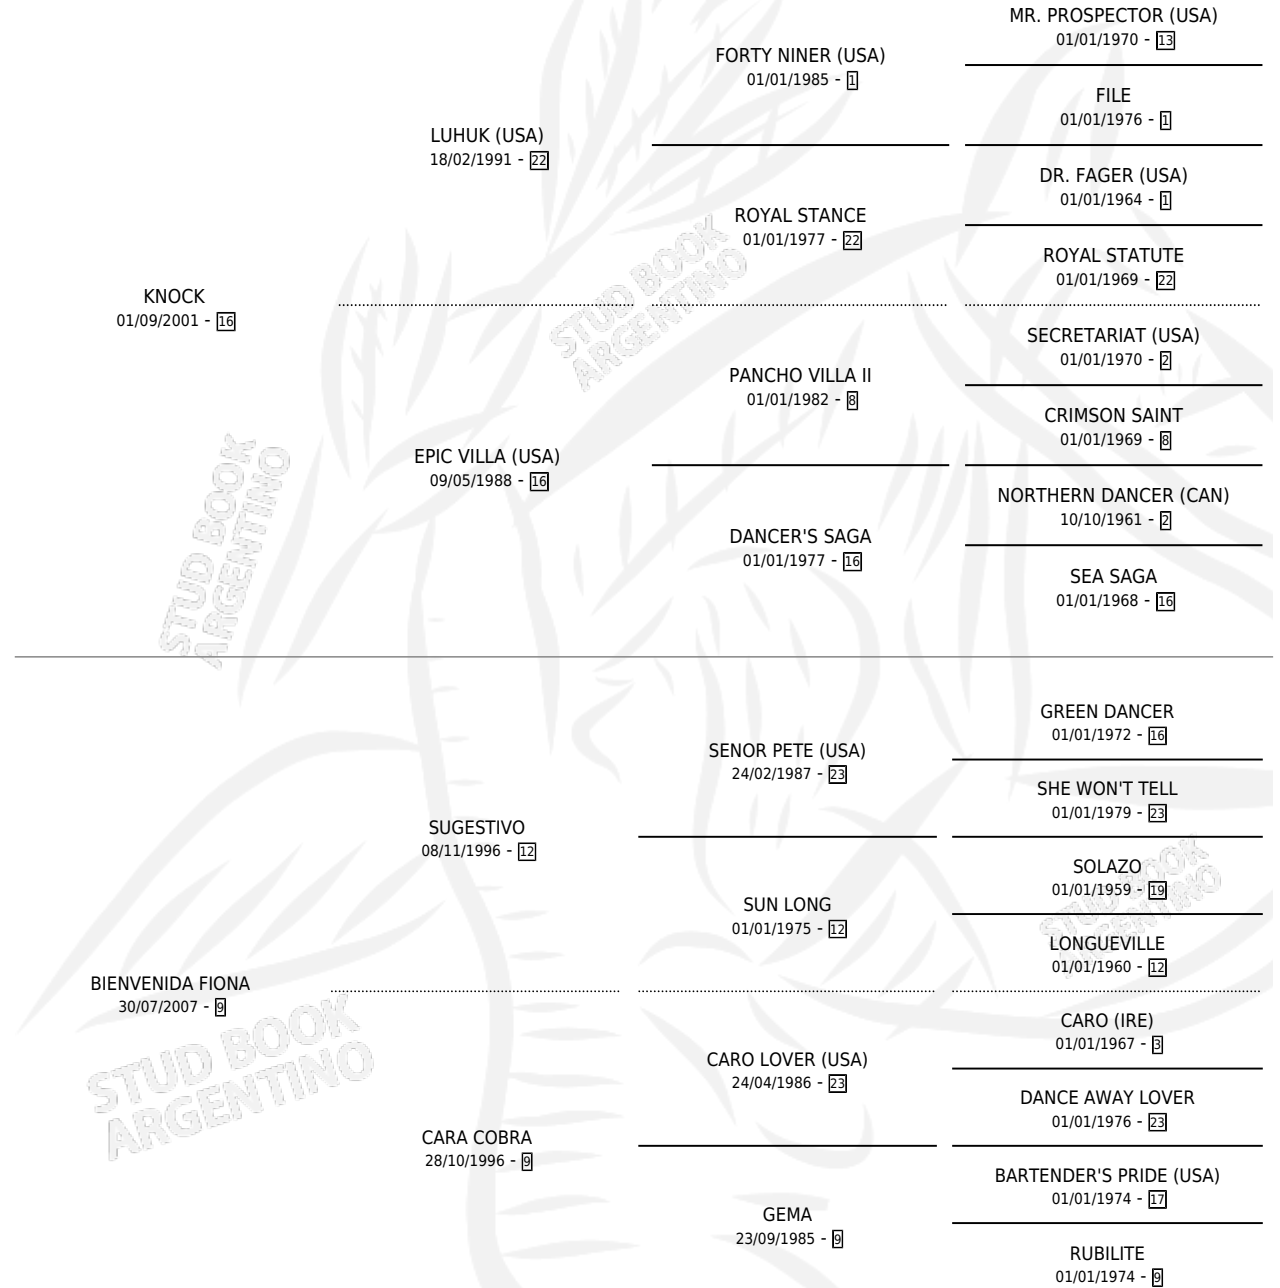 MR. PROSPECTOR (USA)
01/01/1970 - 13
FORTY NINER (USA)
01/01/1985 - 1
FILE
01/01/1976 - 1
LUHUK (USA)
18/02/1991 - 22
DR. FAGER (USA)
01/01/1964 - 1
ROYAL STANCE
01/01/1977 - 22
ROYAL STATUTE
01/01/1969 - 22
KNOCK
01/09/2001 - 16
SECRETARIAT (USA)
01/01/1970 - 2
PANCHO VILLA II
01/01/1982 - 8
CRIMSON SAINT
01/01/1969 - 8
EPIC VILLA (USA)
09/05/1988 - 16
NORTHERN DANCER (CAN)
10/10/1961 - 2
DANCER'S SAGA
01/01/1977 - 16
SEA SAGA
01/01/1968 - 16
GREEN DANCER
01/01/1972 - 16
SENOR PETE (USA)
24/02/1987 - 23
SHE WON'T TELL
01/01/1979 - 23
SUGESTIVO
08/11/1996 - 12
SOLAZO
01/01/1959 - 19
SUN LONG
01/01/1975 - 12
LONGUEVILLE
01/01/1960 - 12
BIENVENIDA FIONA
30/07/2007 - 9
CARO (IRE)
01/01/1967 - 3
CARO LOVER (USA)
24/04/1986 - 23
DANCE AWAY LOVER
01/01/1976 - 23
CARA COBRA
28/10/1996 - 9
BARTENDER'S PRIDE (USA)
01/01/1974 - 17
GEMA
23/09/1985 - 9
RUBILITE
01/01/1974 - 9
STUD BOOK
ARGENTINO
STUD BOOK
ARGENTINO
STUD BOOK
ARGENTINO
STUD BOOK
ARGENTINO